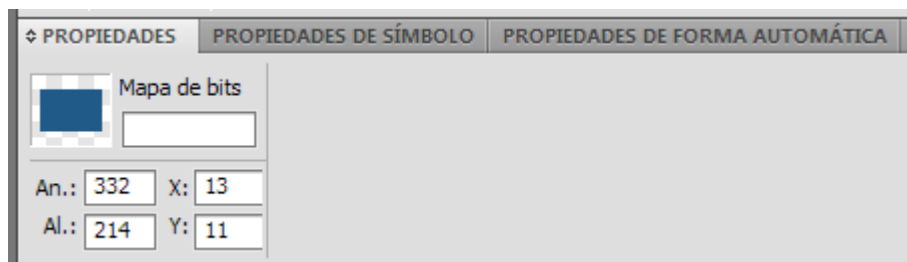 PROPIEDADES PROPIEDADES DE SÍMBOLO PROPIEDADES DE FORMA AUTOMÁTICA
Mapa de bits
An.: 332 X: 13
Al.: 214 Y: 11